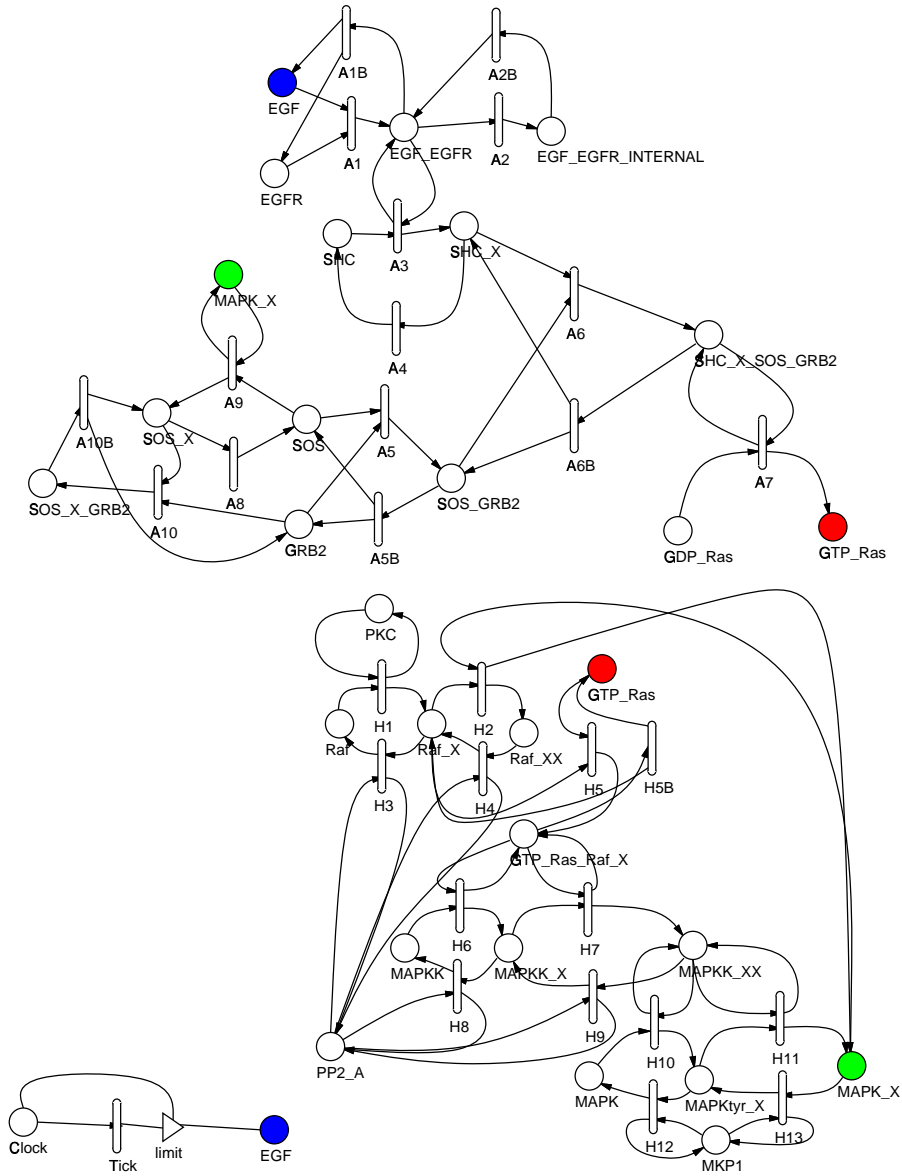 A1B
A2B
EGF
A1
EGF_EGFR
A2
EGF_EGFR_INTERNAL
EGFR
SHC
A3
SHC_X
MAPK_X
A4
A6
SHC_X_SOS_GRB2
A9
A10B
SOS_X
SOS
A5
A6B
A7
SOS_X_GRB2
A8
SOS_GRB2
A10
GRB2
A5B
GDP_Ras
GTP_Ras
PKC
GTP_Ras
H1
H2
Raf
Raf_X
Raf_XX
H3
H4
H5
H5B
GTP_Ras_Raf_X
H6
H7
MAPKK
MAPKK_X
MAPKK_XX
H8
H9
H10
H11
PP2_A
MAPK
MAPKtyr_X
MAPK_X
H12
H13
MKP1
Clock
Tick
limit
EGF